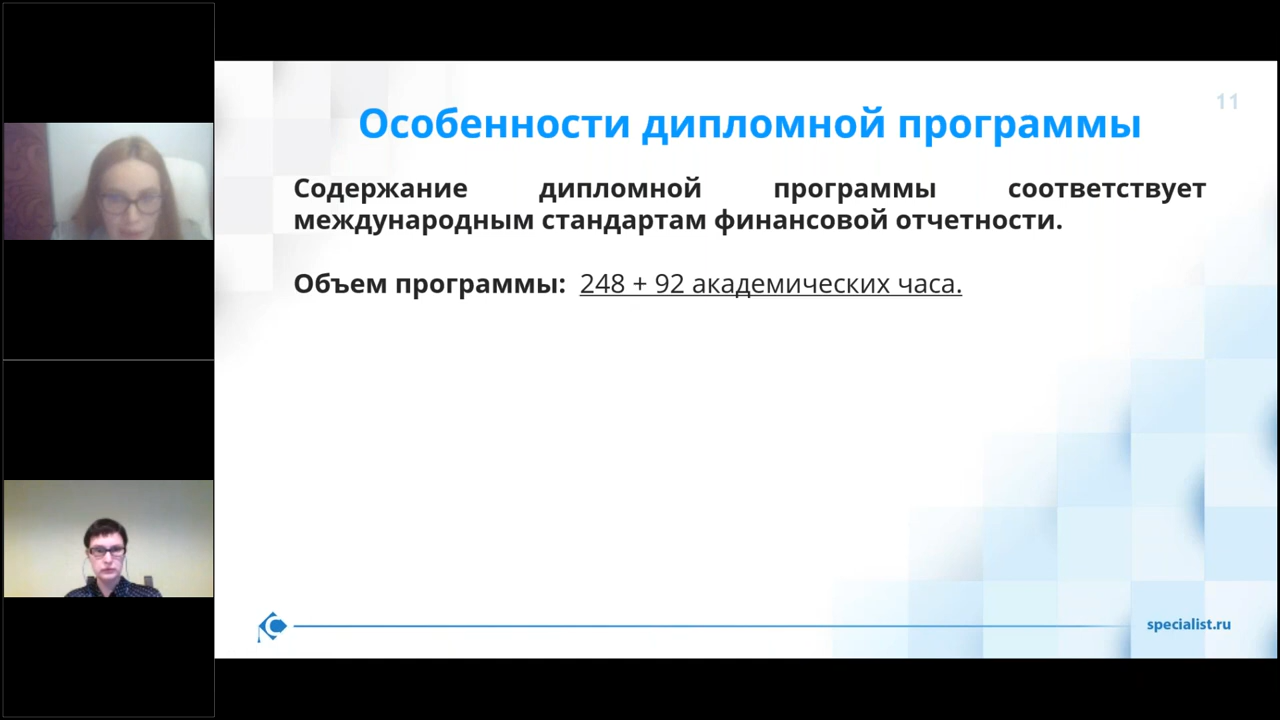 11
Особенности дипломной программы
Содержание дипломной программы соответствует
международным стандартам финансовой отчетности.
Объем программы: 248 + 92 академических часа.
specialist.ru